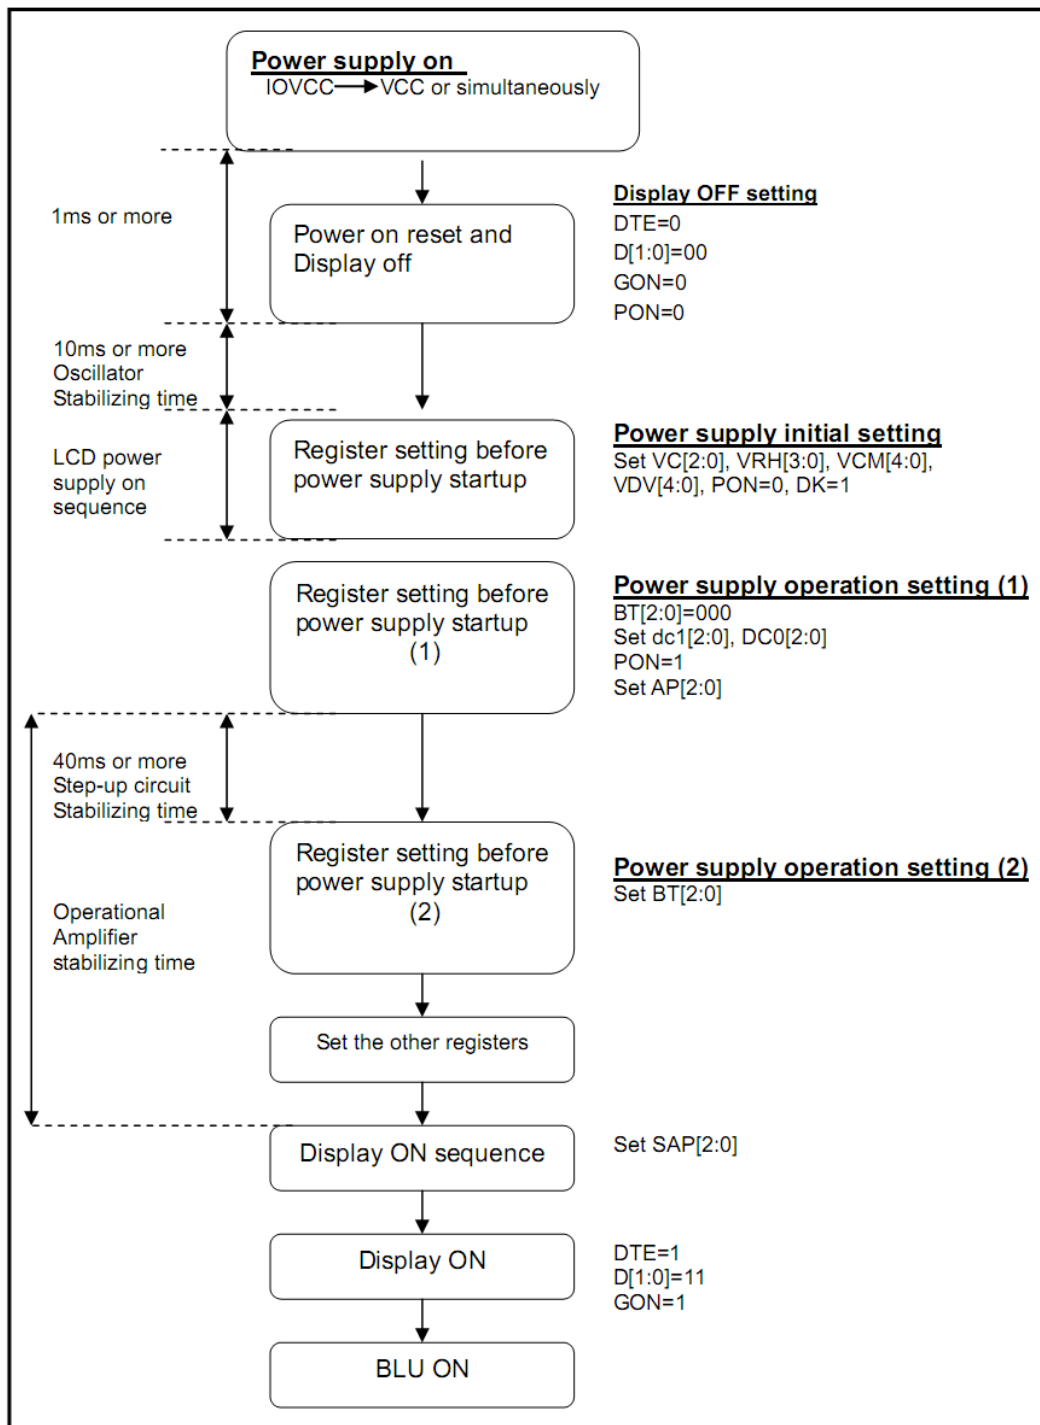 Power supply on
IOVCC→VCC or simultaneously
1ms or more
Power on reset and
Display off
Display OFF setting
DTE=0
D[1:0]=00
GON=0
PON=0
10ms or more
Oscillator
Stabilizing time
LCD power
supply on
sequence
Register setting before
power supply startup
Power supply initial setting
Set VC[2:0], VRH[3:0], VCM[4:0],
VDV[4:0], PON=0, DK=1
Register setting before
power supply startup
(1)
Power supply operation setting (1)
BT[2:0]=000
Set dc1[2:0], DC0[2:0]
PON=1
Set AP[2:0]
40ms or more
Step-up circuit
Stabilizing time
Register setting before
power supply startup
(2)
Power supply operation setting (2)
Set BT[2:0]
Operational
Amplifier
stabilizing time
Set the other registers
Display ON sequence
Set SAP[2:0]
Display ON
DTE=1
D[1:0]=11
GON=1
BLU ON